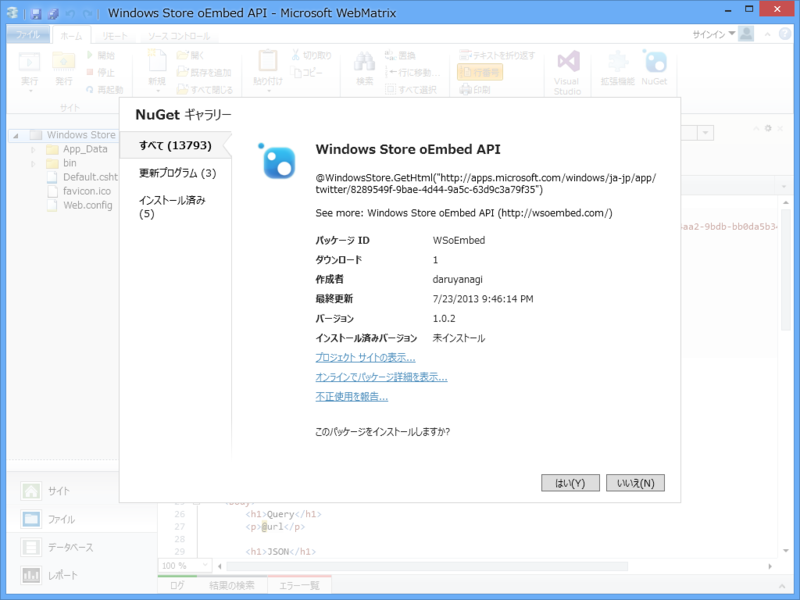 Windows Store oEmbed API - Microsoft WebMatrix
ファイル ホーム リモート ソース コントロール サインイン
開始 開く 切り取り 置換 テキストを折り返す
停止 既存を追加 コピー 行に移動... 行番号
再起動 すべて閉じる すべて選択 印刷
実行 発行 新規 貼り付け 検索 Visual Studio 拡張機能 NuGet
サイト
Windows Store
App_Data
bin
Default.csht
favicon.ico
Web.config
NuGet ギャラリー
すべて (13793)
更新プログラム (3)
インストール済み
(5)
Windows Store oEmbed API
@WindowsStore.GetHtml("http://apps.microsoft.com/windows/ja-jp/app/
twitter/8289549f-9bae-4d44-9a5c-63d9c3a79f35")
See more: Windows Store oEmbed API (http://wsoembed.com/)
パッケージ ID WSoEmbed
ダウンロード 1
作成者 daruyanagi
最終更新 7/23/2013 9:46:14 PM
バージョン 1.0.2
インストール済みバージョン 未インストール
プロジェクト サイトの表示...
オンラインでパッケージ詳細を表示...
不正使用を報告...
このパッケージをインストールしますか?
はい(Y) いいえ(N)
aa2-9bdb-bb0da5b34
サイト
ファイル
データベース
レポート
25 <body>
26 <h1>Query</h1>
27 <p>@url</p>
28
29 <h1>JSON</h1>
100 %
ログ 結果の検索 エラー一覧